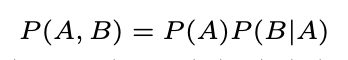 P(A, B) = P(A)P(B|A)